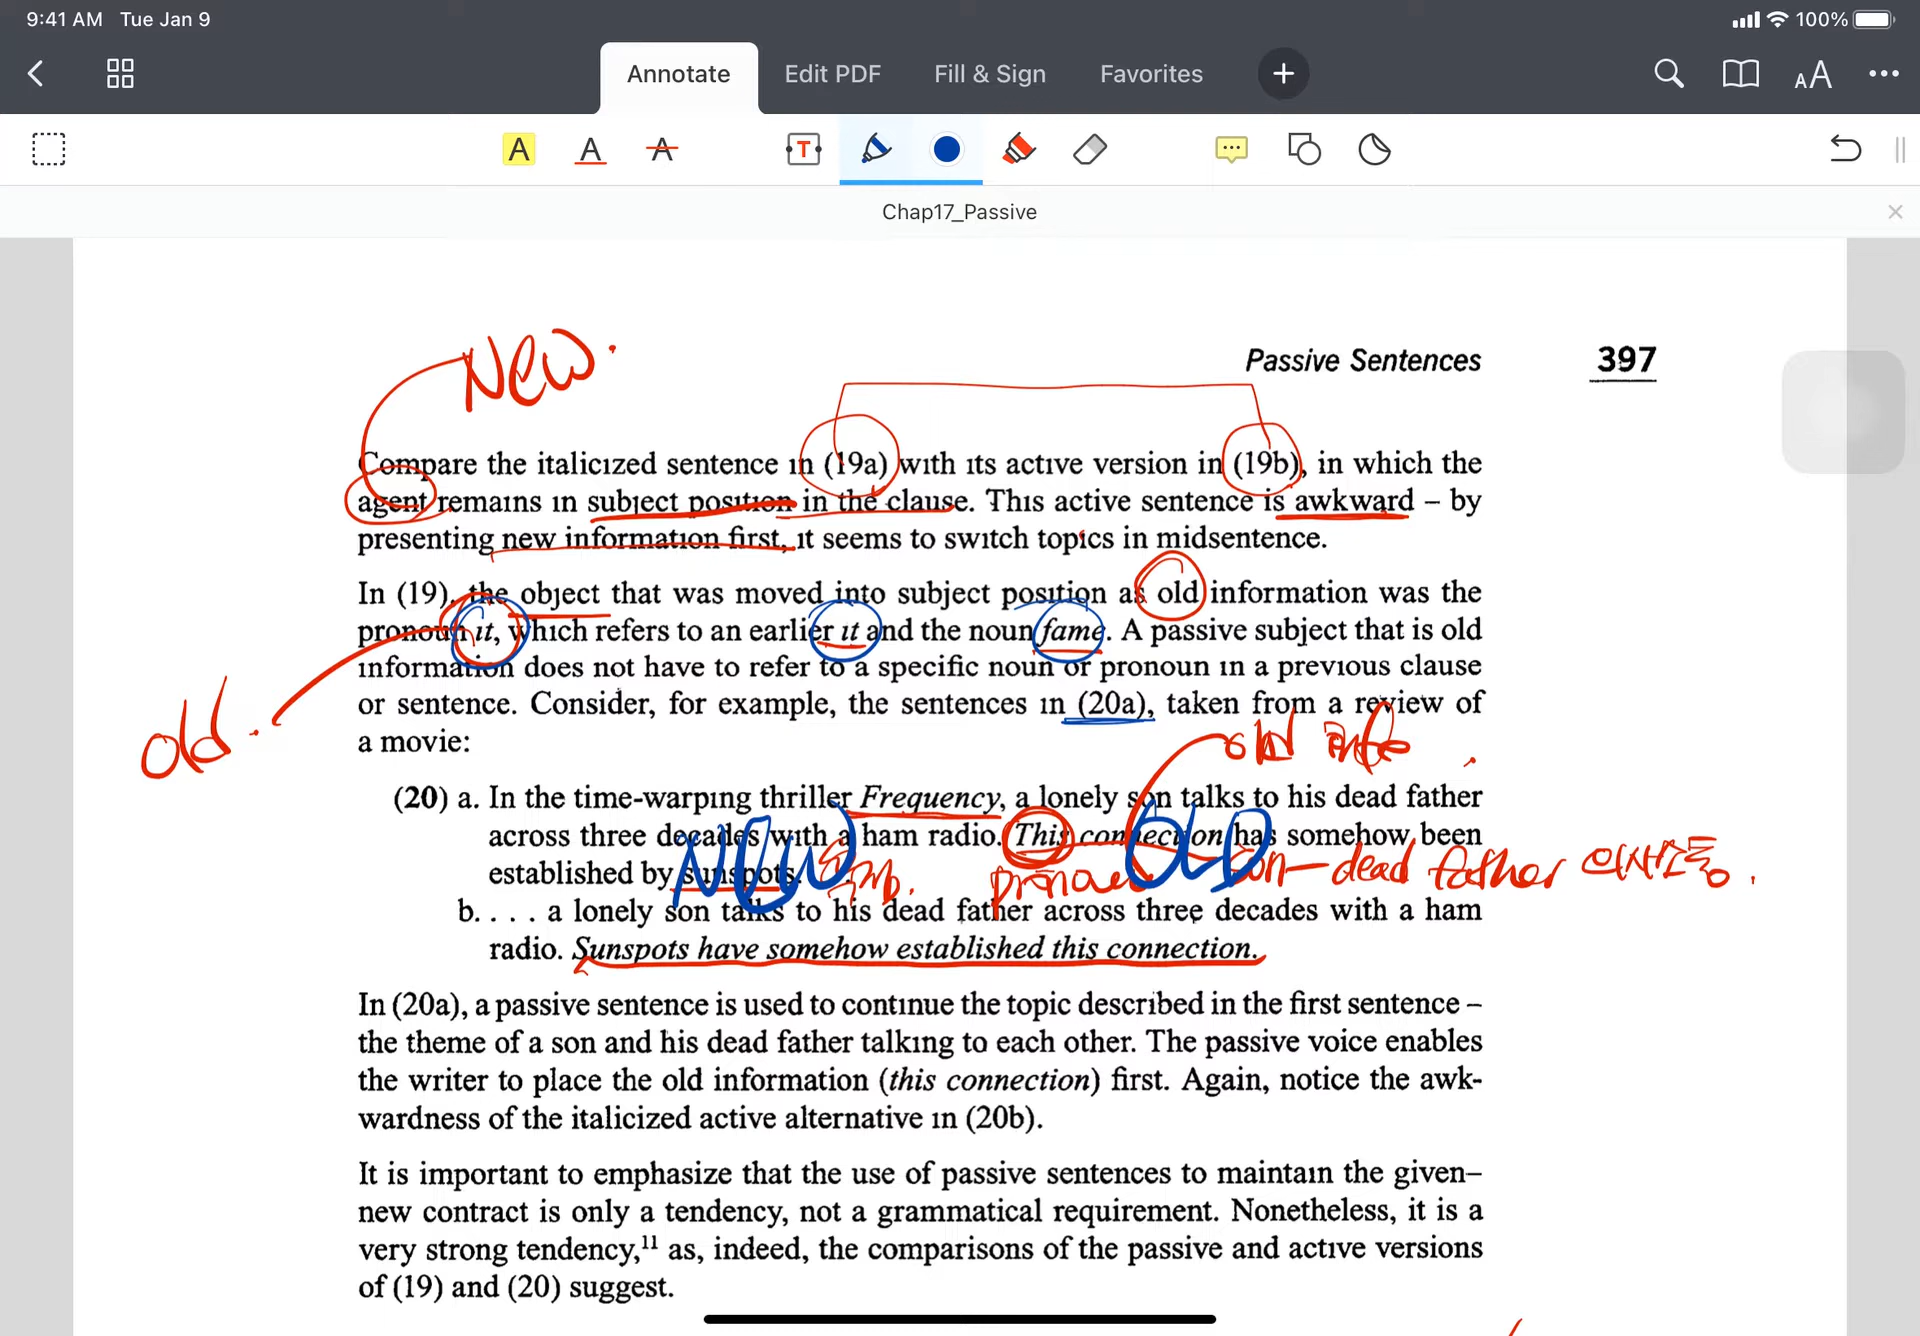 9:41 AM Tue Jan 9
100%
Annotate Edit PDF Fill & Sign Favorites
Chap17_Passive
New.
Passive Sentences 397
Compare the italicized sentence in (19a) with its active version in (19b), in which the
agent remains in subject position in the clause. This active sentence is awkward – by
presenting new information first, it seems to switch topics in midsentence.
In (19), the object that was moved into subject position as old information was the
pronoun it, which refers to an earlier it and the noun fame. A passive subject that is old
information does not have to refer to a specific noun or pronoun in a previous clause
or sentence. Consider, for example, the sentences in (20a), taken from a review of
old.
a movie:
old info
(20) a. In the time-warping thriller Frequency, a lonely son talks to his dead father
across three decades with a ham radio. This connection has somehow been
New old
established by sunspots.
pronoun son-dead father
b. . . . a lonely son talks to his dead father across three decades with a ham
radio. Sunspots have somehow established this connection.
In (20a), a passive sentence is used to continue the topic described in the first sentence –
the theme of a son and his dead father talking to each other. The passive voice enables
the writer to place the old information (this connection) first. Again, notice the awk-
wardness of the italicized active alternative in (20b).
It is important to emphasize that the use of passive sentences to maintain the given–
new contract is only a tendency, not a grammatical requirement. Nonetheless, it is a
very strong tendency,11 as, indeed, the comparisons of the passive and active versions
of (19) and (20) suggest.